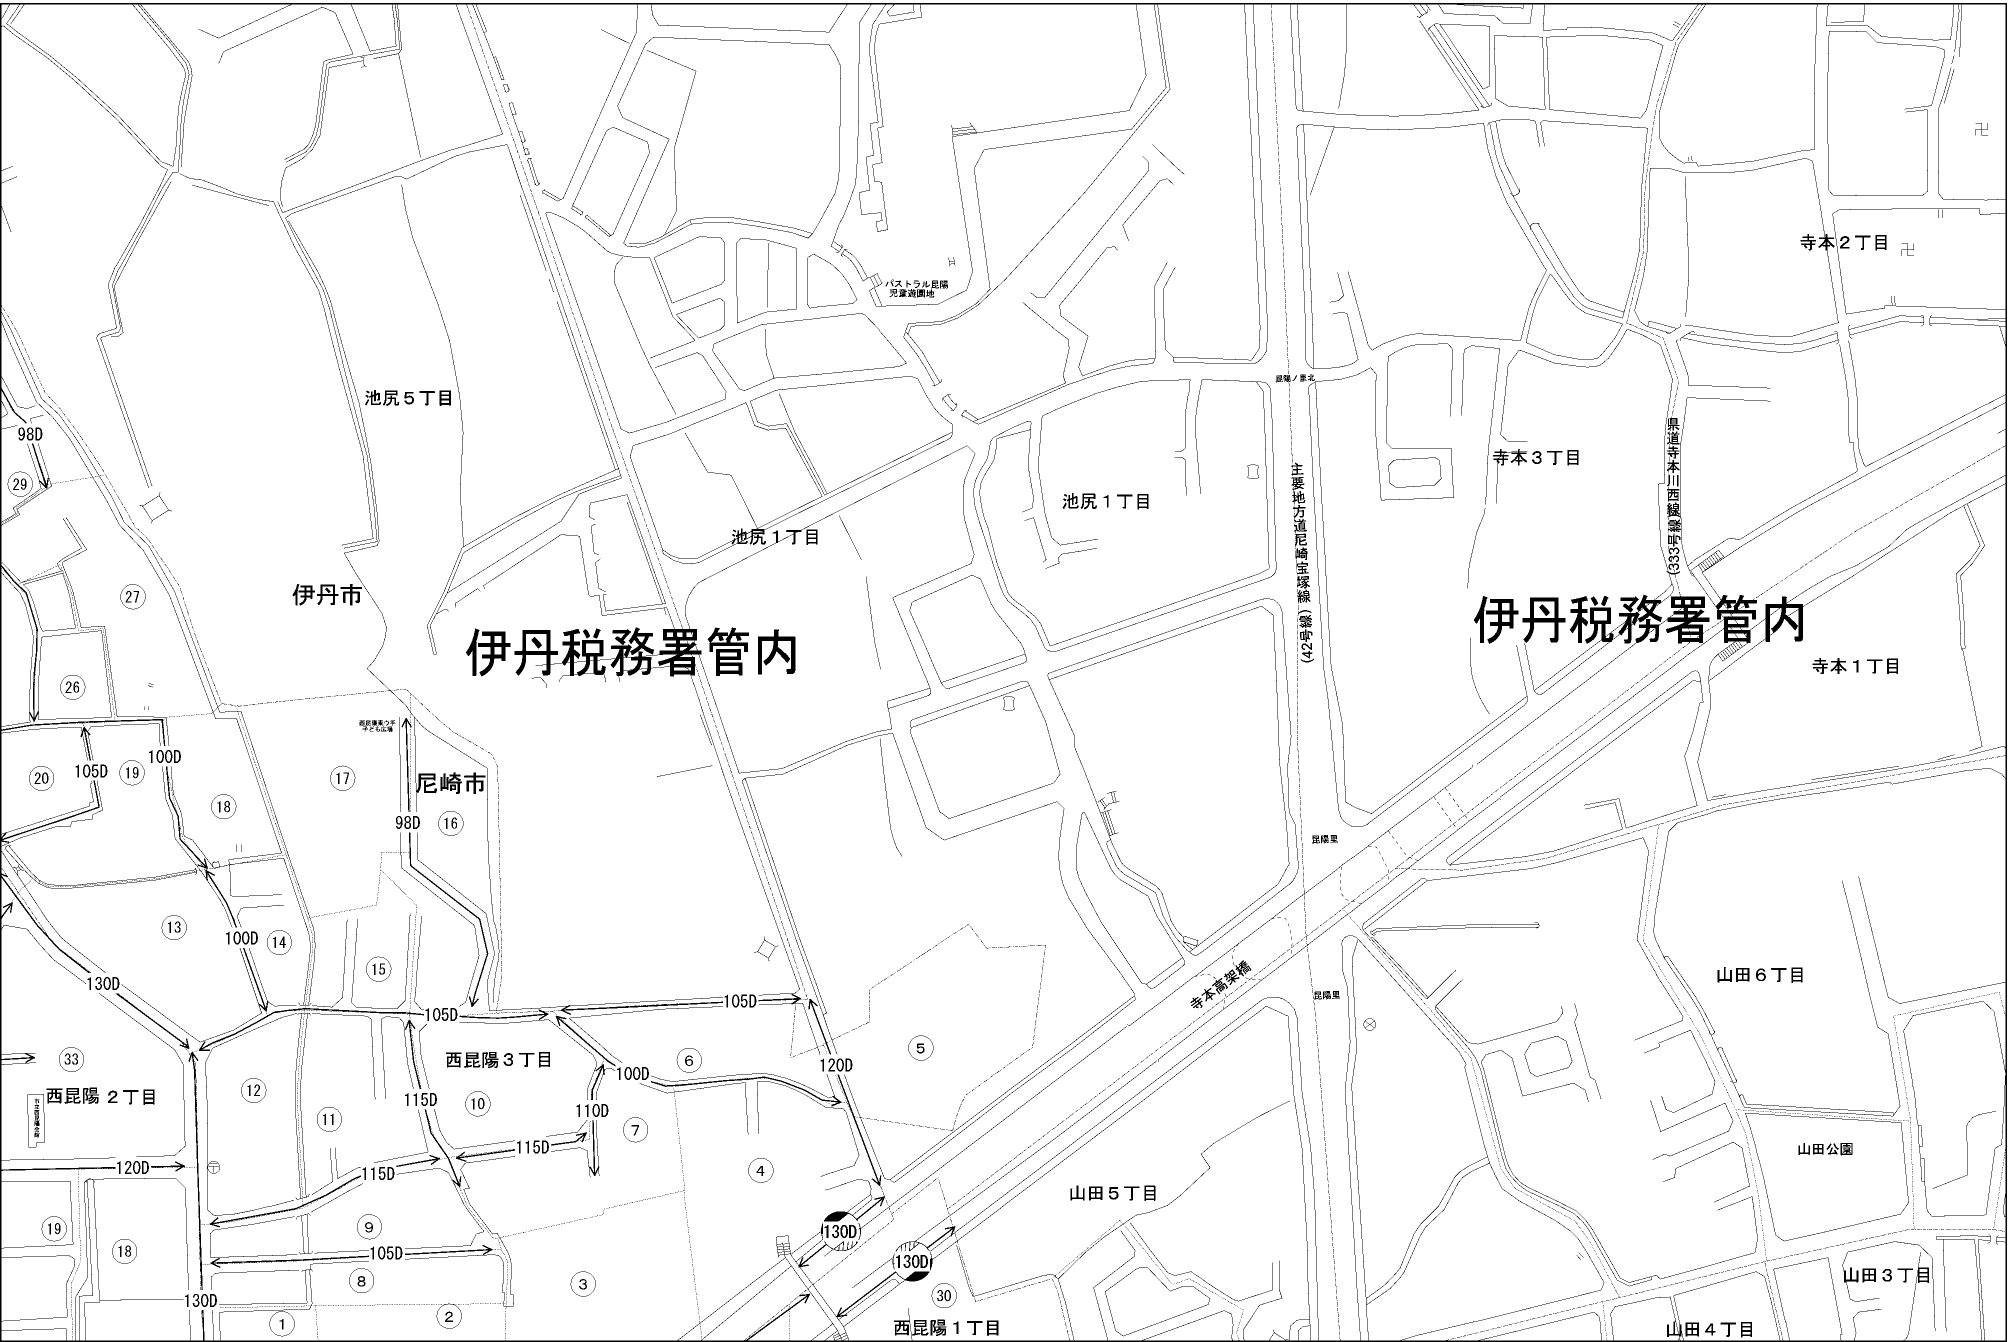 寺本２丁目
パストラル昆陽
児童遊園地
昆陽ノ里北
池尻５丁目
98D
29
寺本３丁目
県道寺本川西線
(333号線)
主要地方道尼崎宝塚線
(42号線)
池尻１丁目
池尻１丁目
伊丹市
27
伊丹税務署管内
伊丹税務署管内
寺本１丁目
26
100D
105D
20
19
18
17
尼崎市
98D
16
昆陽里
13
100D
14
15
130D
寺本高架橋
昆陽里
山田６丁目
105D
105D
33
西昆陽３丁目
6
5
120D
100D
西昆陽２丁目
12
11
115D
10
110D
7
115D
120D
〒
115D
4
山田公園
山田５丁目
19
18
9
105D
130D
130D
8
3
130D
30
1
2
西昆陽１丁目
山田３丁目
山田４丁目